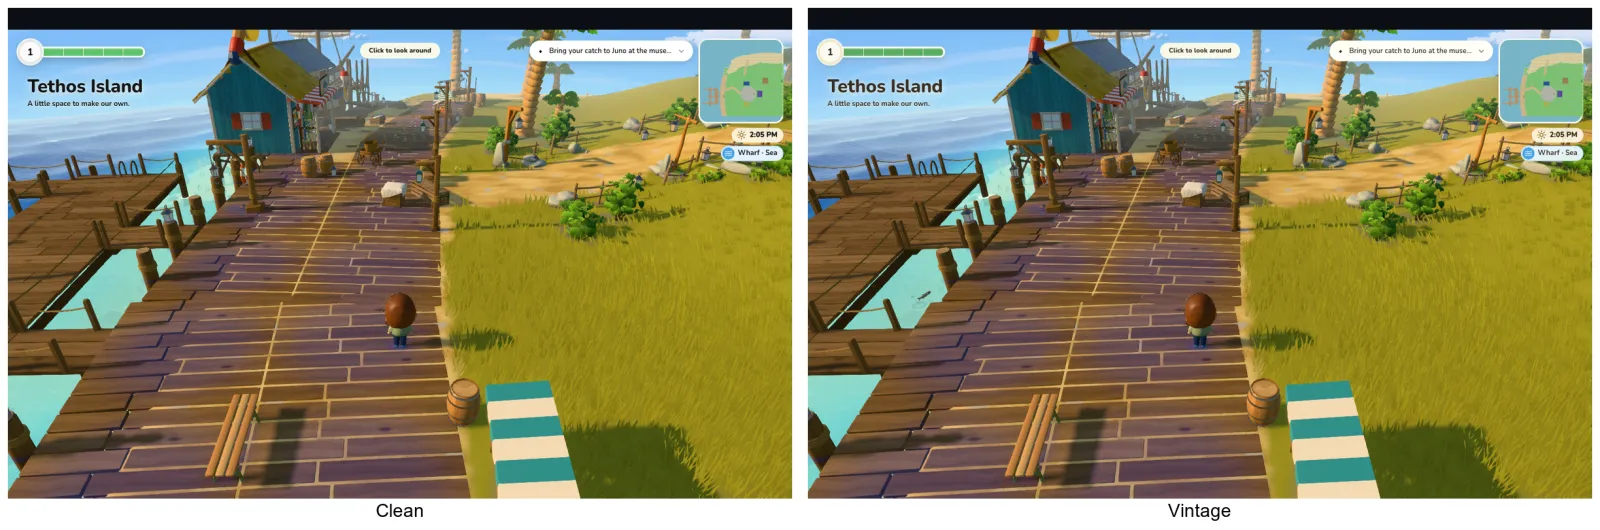 1
Click to look around
Bring your catch to Juno at the muse...
Tethos Island
A little space to make our own.
2:05 PM
Wharf · Sea
Clean
1
Click to look around
Bring your catch to Juno at the muse...
Tethos Island
A little space to make our own.
2:05 PM
Wharf · Sea
Vintage